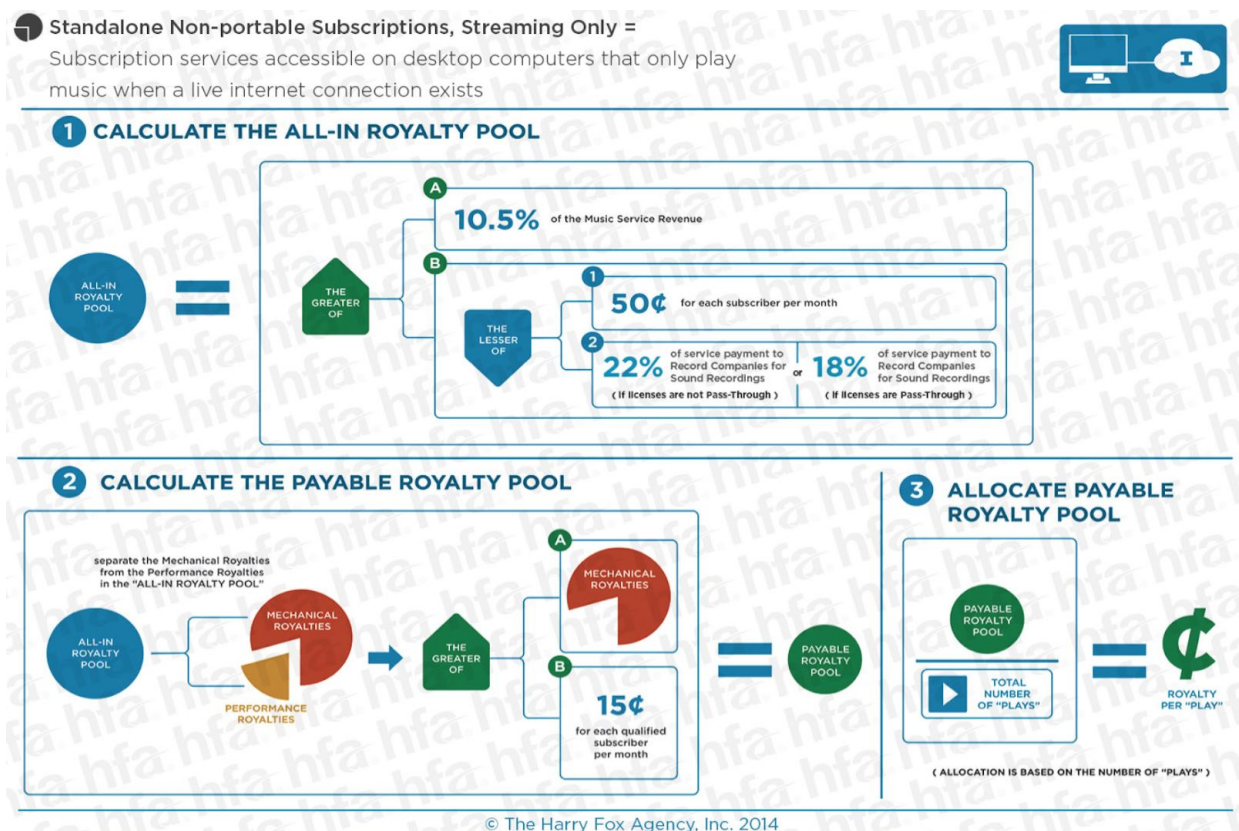 Standalone Non-portable Subscriptions, Streaming Only =
Subscription services accessible on desktop computers that only play
music when a live internet connection exists
I
1 CALCULATE THE ALL-IN ROYALTY POOL
ALL-IN
ROYALTY
POOL
=
THE
GREATER
OF
A
10.5% of the Music Service Revenue
B
THE
LESSER
OF
1
50¢ for each subscriber per month
2
22% of service payment to
Record Companies for
Sound Recordings
( If licenses are not Pass-Through )
or
18% of service payment to
Record Companies
for Sound Recordings
( If licenses are Pass-Through )
2 CALCULATE THE PAYABLE ROYALTY POOL
separate the Mechanical Royalties
from the Performance Royalties
in the "ALL-IN ROYALTY POOL"
ALL-IN
ROYALTY
POOL
MECHANICAL
ROYALTIES
PERFORMANCE
ROYALTIES
THE
GREATER
OF
A
MECHANICAL
ROYALTIES
B
15¢
for each qualified
subscriber
per month
=
PAYABLE
ROYALTY
POOL
3 ALLOCATE PAYABLE
ROYALTY POOL
PAYABLE
ROYALTY
POOL
TOTAL
NUMBER
OF "PLAYS"
=
¢
ROYALTY
PER "PLAY"
( ALLOCATION IS BASED ON THE NUMBER OF "PLAYS" )
© The Harry Fox Agency, Inc. 2014
hfa